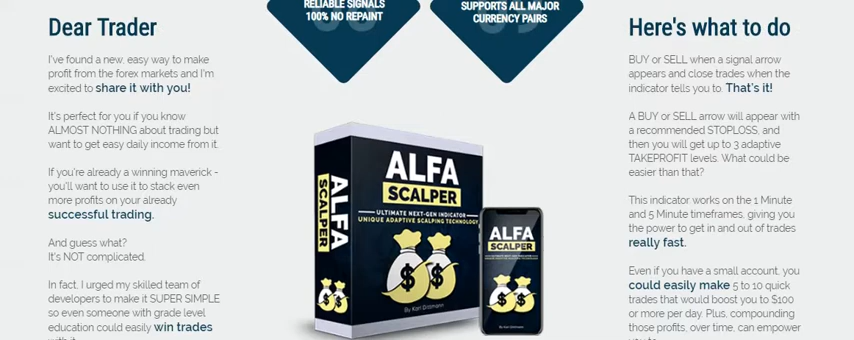 Dear Trader
I've found a new, easy way to make
profit from the forex markets and I'm
excited to share it with you!
It's perfect for you if you know
ALMOST NOTHING about trading but
want to get easy daily income from it.
If you're already a winning maverick -
you'll want to use it to stack even
more profits on your already
successful trading.
And guess what?
It's NOT complicated.
In fact, I urged my skilled team of
developers to make it SUPER SIMPLE
so even someone with grade level
education could easily win trades
with it.
RELIABLE SIGNALS
100% NO REPAINT
SUPPORTS ALL MAJOR
CURRENCY PAIRS
ALFA
SCALPER
ALFA
SCALPER
ULTIMATE NEXT-GEN INDICATOR
UNIQUE ADAPTIVE SCALPING TECHNOLOGY
$ $
By Karl Dittmann
ALFA
SCALPER
$ $
By Karl Dittmann
Here's what to do
BUY or SELL when a signal arrow
appears and close trades when the
indicator tells you to. That's it!
A BUY or SELL arrow will appear with
a recommended STOPLOSS, and
then you will get up to 3 adaptive
TAKEPROFIT levels. What could be
easier than that?
This indicator works on the 1 Minute
and 5 Minute timeframes, giving you
the power to get in and out of trades
really fast.
Even if you have a small account, you
could easily make 5 to 10 quick
trades that would boost you to $100
or more per day. Plus, compounding
those profits, over time, can empower